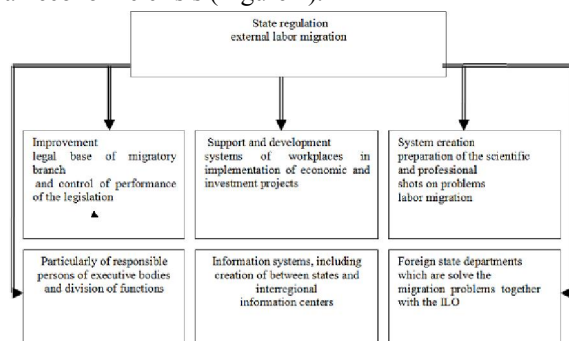 State regulation
external labor migration
Improvement
legal base of migratory
branch
and control of performance
of the legislation
Support and development
systems of workplaces in
implementation of economic and
investment projects
System creation
preparation of the scientific
and professional
shots on problems
labor migration
Particularly of responsible
persons of executive bodies
and division of functions
Information systems, including
creation of between states and
interregional
information centers
Foreign state departments
which are solve the
migration problems together
with the ILO